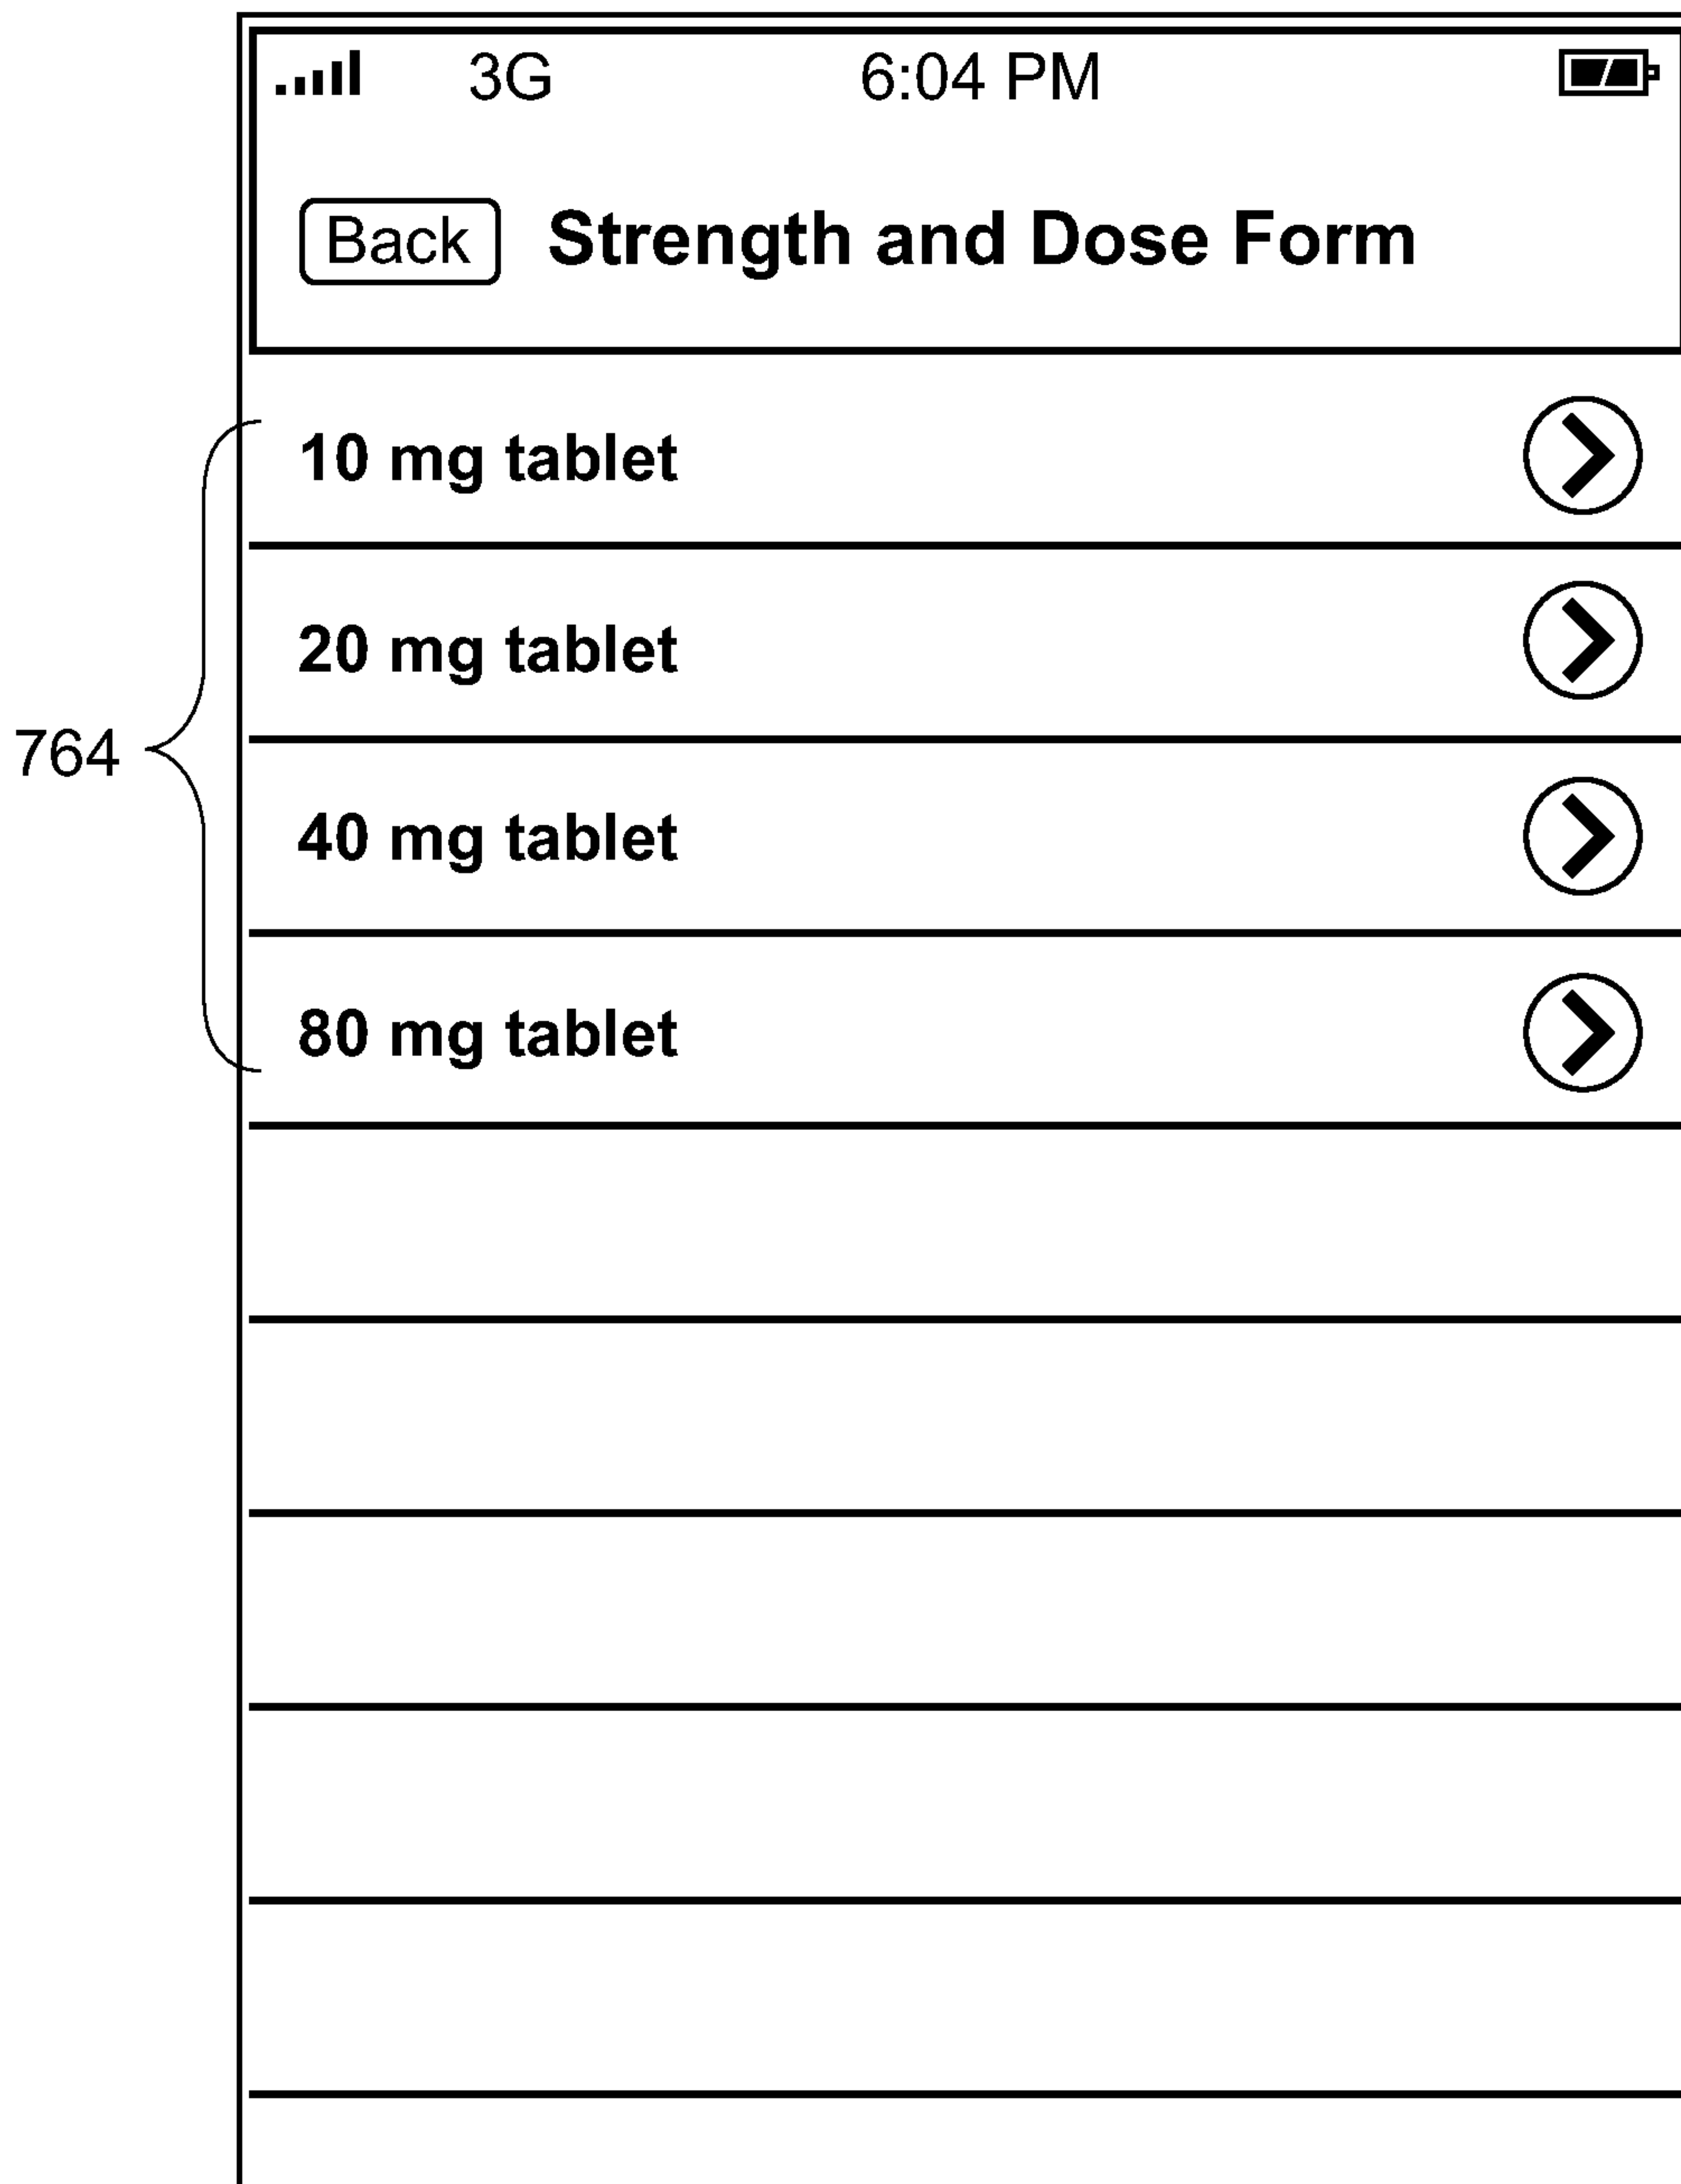 3G 6:04 PM
Back Strength and Dose Form
10 mg tablet
20 mg tablet
764
40 mg tablet
80 mg tablet